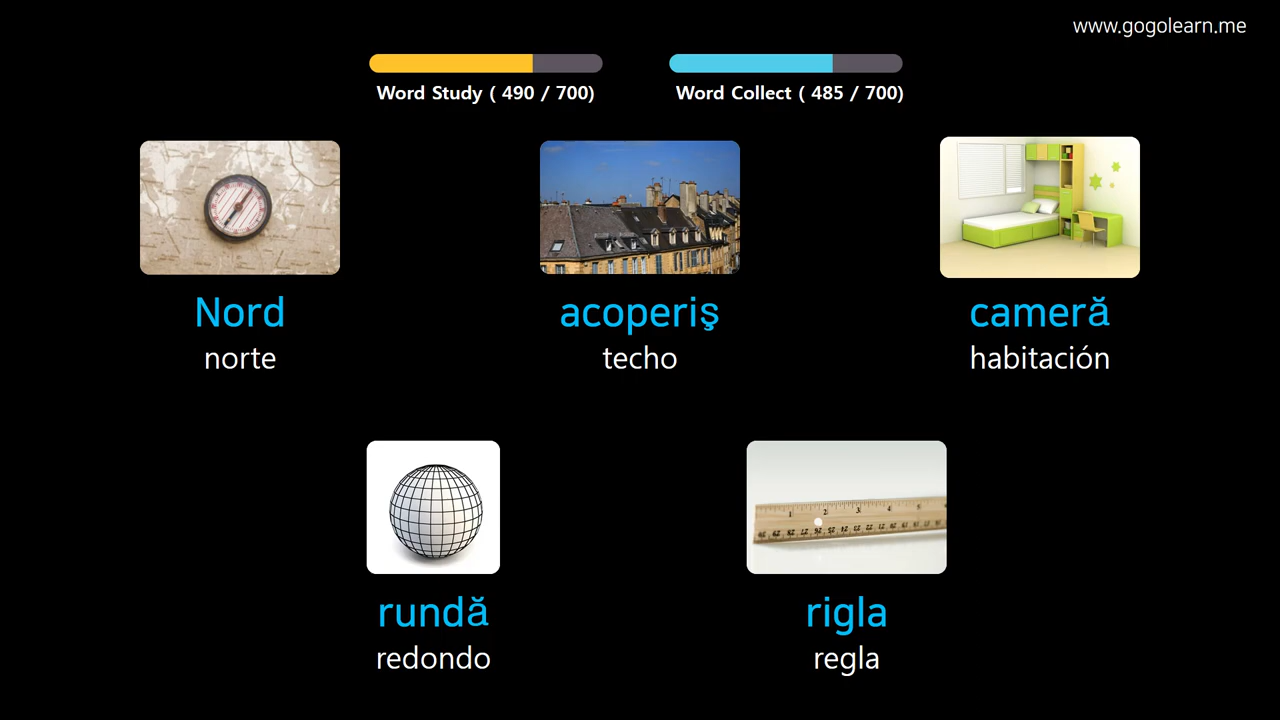 www.gogolearn.me
Word Study ( 490 / 700)
Word Collect ( 485 / 700)
Nord
norte
acoperiş
techo
cameră
habitación
rundă
redondo
rigla
regla